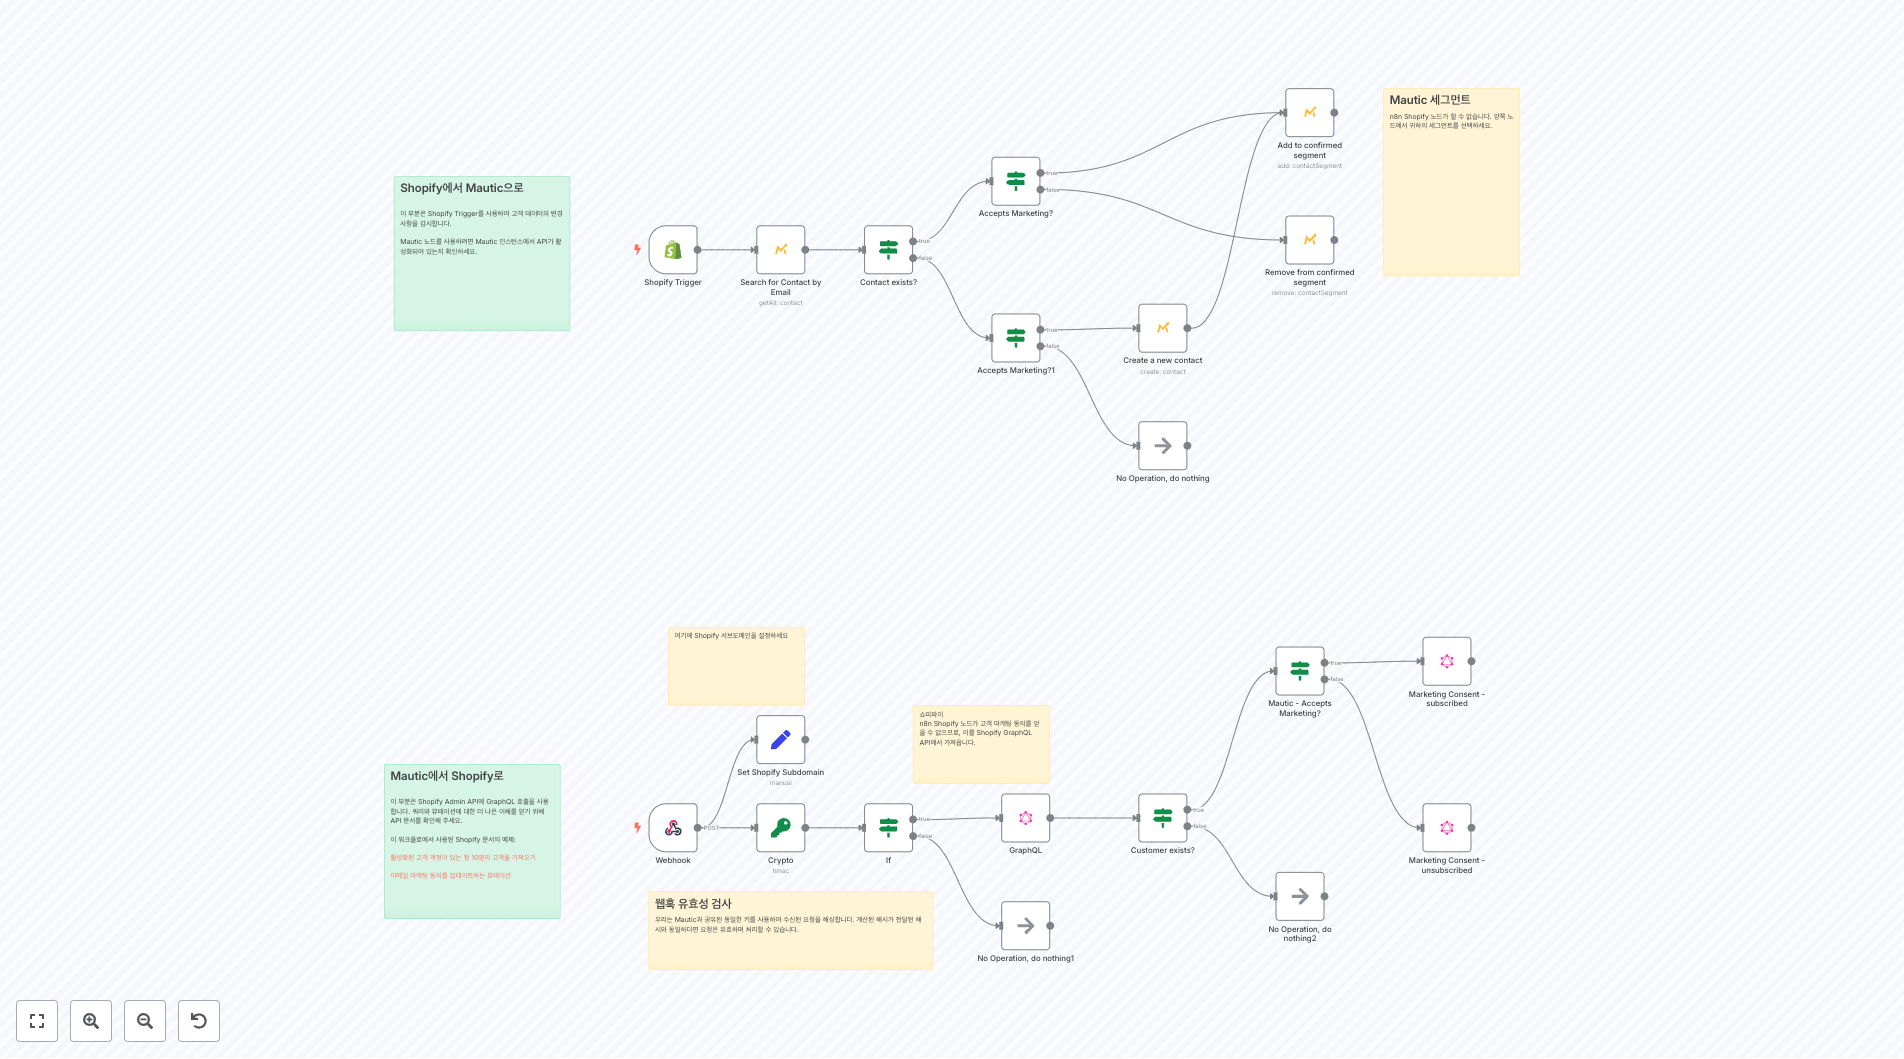 Shopify에서 Mautic으로
이 부분은 Shopify Trigger를 사용하여 고객 데이터의 변경
사항을 감시합니다.
Mautic 노드를 사용하려면 Mautic 인스턴스에서 API가 활
성화되어 있는지 확인하세요.
Shopify Trigger
Search for Contact by
Email
getAll: contact
Contact exists?
true
false
Accepts Marketing?
true
false
Accepts Marketing?1
true
false
Create a new contact
create: contact
No Operation, do nothing
Add to confirmed
segment
add: contactSegment
Remove from confirmed
segment
remove: contactSegment
Mautic 세그먼트
n8n Shopify 노드가 할 수 없습니다. 양쪽 노
드에서 귀하의 세그먼트를 선택하세요.
Mautic에서 Shopify로
이 부분은 Shopify Admin API에 GraphQL 호출을 사용
합니다. 쿼리와 뮤테이션에 대한 더 나은 이해를 얻기 위해
API 문서를 확인해 주세요.
이 워크플로에서 사용된 Shopify 문서의 예제:
활성화된 고객 계정이 있는 첫 10명의 고객을 가져오기
이메일 마케팅 동의를 업데이트하는 뮤테이션
여기에 Shopify 서브도메인을 설정하세요
Set Shopify Subdomain
manual
Webhook
POST
Crypto
hmac
If
true
false
웹훅 유효성 검사
우리는 Mautic과 공유된 동일한 키를 사용하여 수신된 요청을 해싱합니다. 계산된 해시가 전달된 해
시와 동일하다면 요청은 유효하며 처리할 수 있습니다.
쇼피파이
n8n Shopify 노드가 고객 마케팅 동의를 얻
을 수 없으므로, 이를 Shopify GraphQL
API에서 가져옵니다.
GraphQL
No Operation, do nothing1
Customer exists?
true
false
Mautic - Accepts
Marketing?
true
false
No Operation, do
nothing2
Marketing Consent -
subscribed
Marketing Consent -
unsubscribed